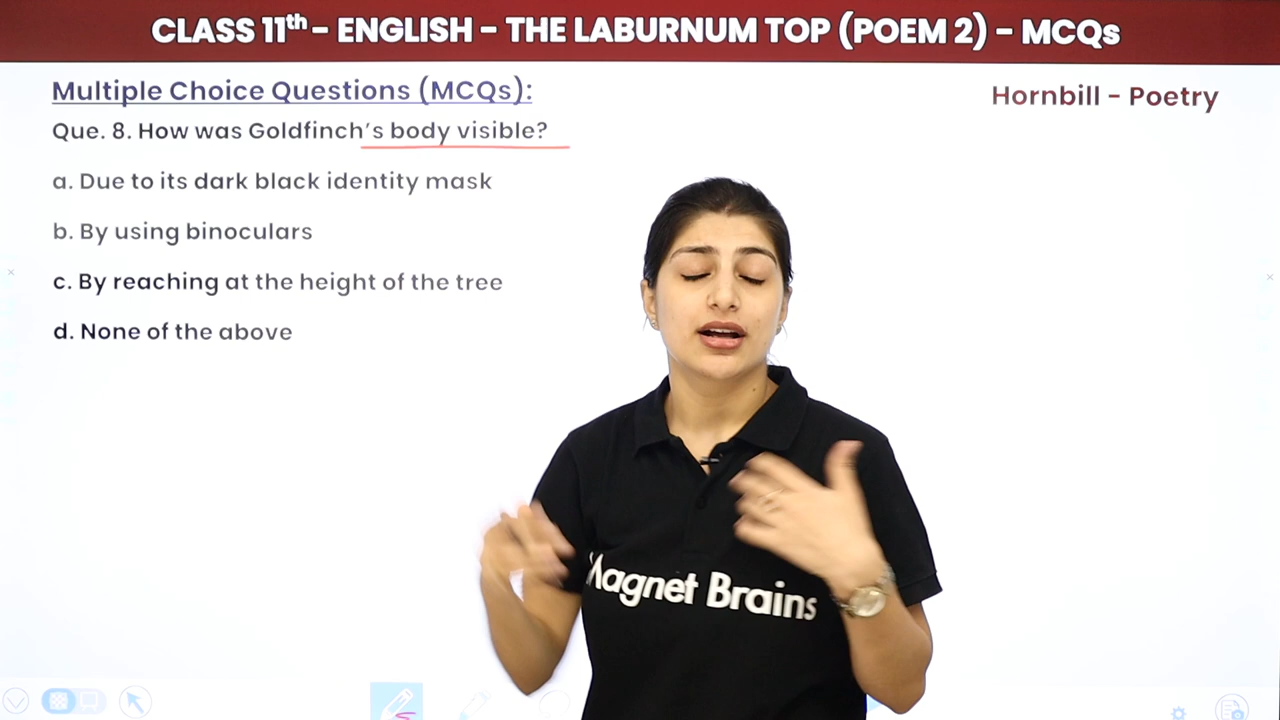 CLASS 11th – ENGLISH – THE LABURNUM TOP (POEM 2) – MCQs
Multiple Choice Questions (MCQs):
Hornbill – Poetry
Que. 8. How was Goldfinch's body visible?
a. Due to its dark black identity mask
b. By using binoculars
c. By reaching at the height of the tree
d. None of the above
Magnet Brains